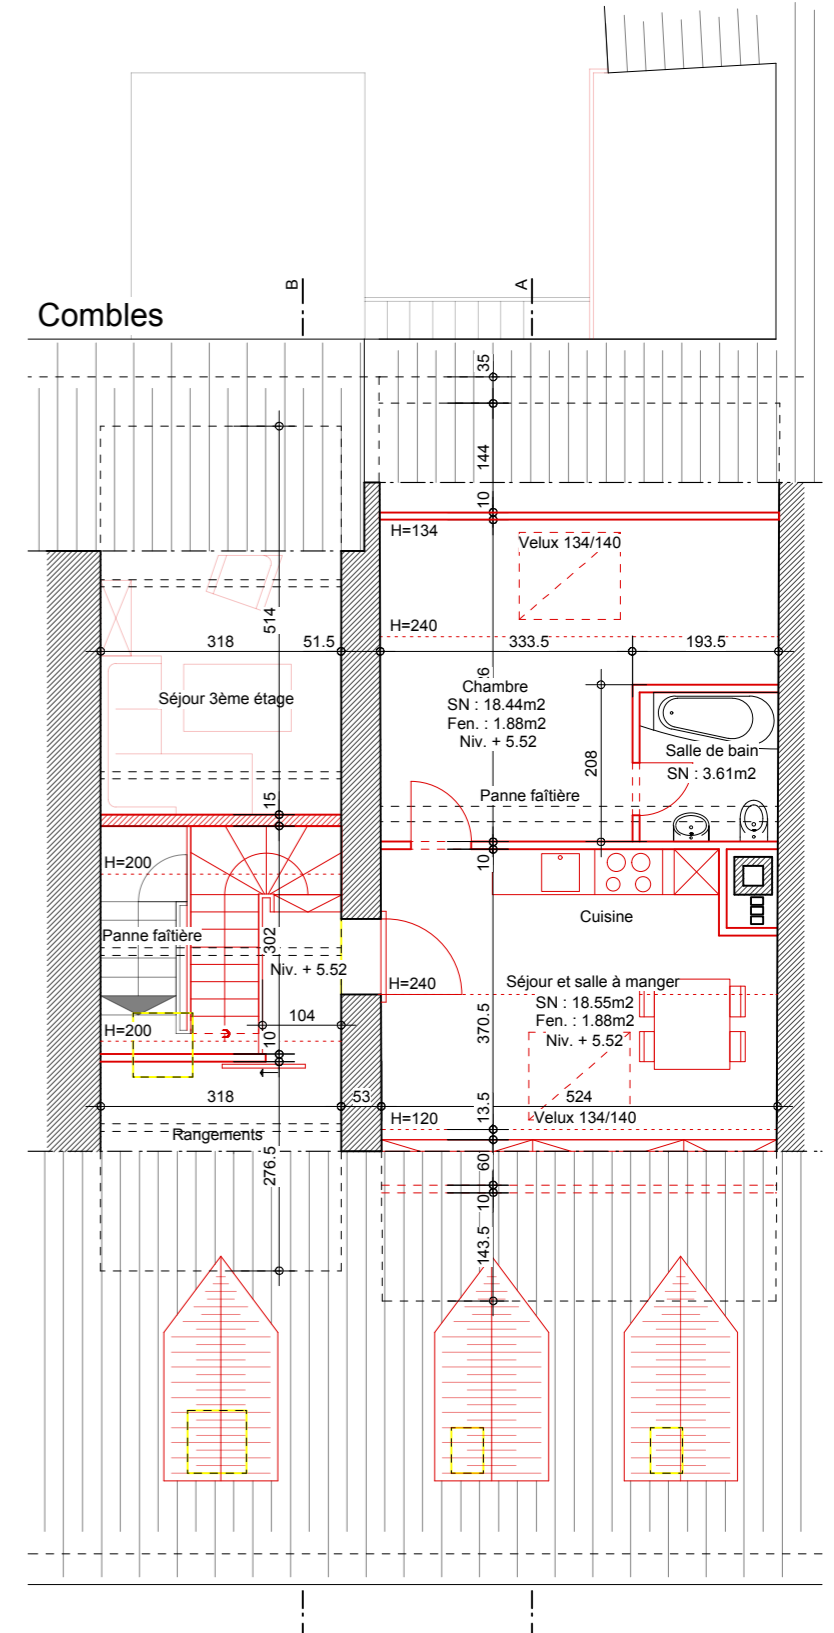 B
A
Combles
35
144
10
H=134
Velux 134/140
514
H=240
318
51.5
333.5
193.5
Séjour 3ème étage
Chambre
SN : 18.44m2
Fen. : 1.88m2
Niv. + 5.52
208
Salle de bain
SN : 3.61m2
Panne faîtière
15
10
H=200
Cuisine
Panne faîtière
302
Niv. + 5.52
H=240
Séjour et salle à manger
SN : 18.55m2
Fen. : 1.88m2
Niv. + 5.52
370.5
104
H=200
10
318
53
524
13.5
H=120
Velux 134/140
Rangements
276.5
60
10
143.5